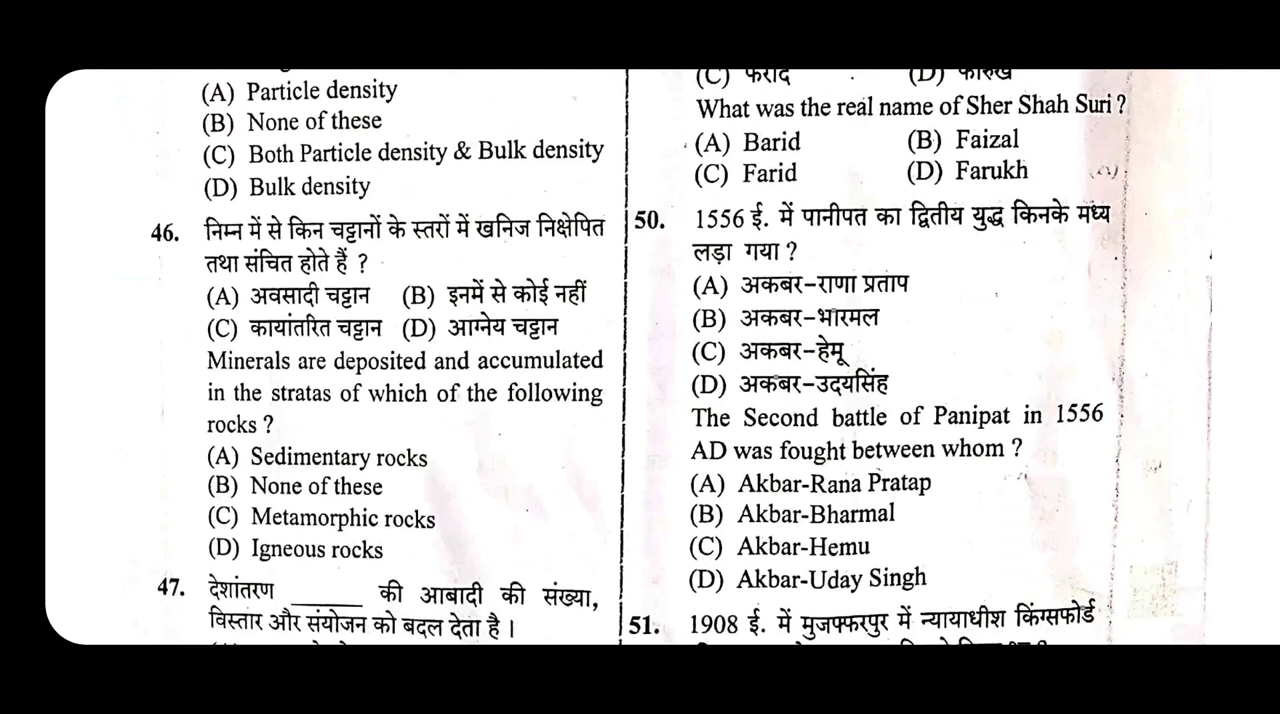 (A) Particle density
(B) None of these
(C) Both Particle density & Bulk density
(D) Bulk density
46. निम्न में से किन चट्टानों के स्तरों में खनिज निक्षेपित
तथा संचित होते हैं ?
(A) अवसादी चट्टान (B) इनमें से कोई नहीं
(C) कायांतरित चट्टान (D) आग्नेय चट्टान
Minerals are deposited and accumulated
in the stratas of which of the following
rocks ?
(A) Sedimentary rocks
(B) None of these
(C) Metamorphic rocks
(D) Igneous rocks
47. देशांतरण ______ की आबादी की संख्या,
विस्तार और संयोजन को बदल देता है ।
(C) फरीद (D) फारुख
What was the real name of Sher Shah Suri ?
(A) Barid (B) Faizal
(C) Farid (D) Farukh
50. 1556 ई. में पानीपत का द्वितीय युद्ध किनके मध्य
लड़ा गया ?
(A) अकबर–राणा प्रताप
(B) अकबर–भारमल
(C) अकबर–हेमू
(D) अकबर–उदयसिंह
The Second battle of Panipat in 1556
AD was fought between whom ?
(A) Akbar-Rana Pratap
(B) Akbar-Bharmal
(C) Akbar-Hemu
(D) Akbar-Uday Singh
51. 1908 ई. में मुजफ्फरपुर में न्यायाधीश किंग्सफोर्ड